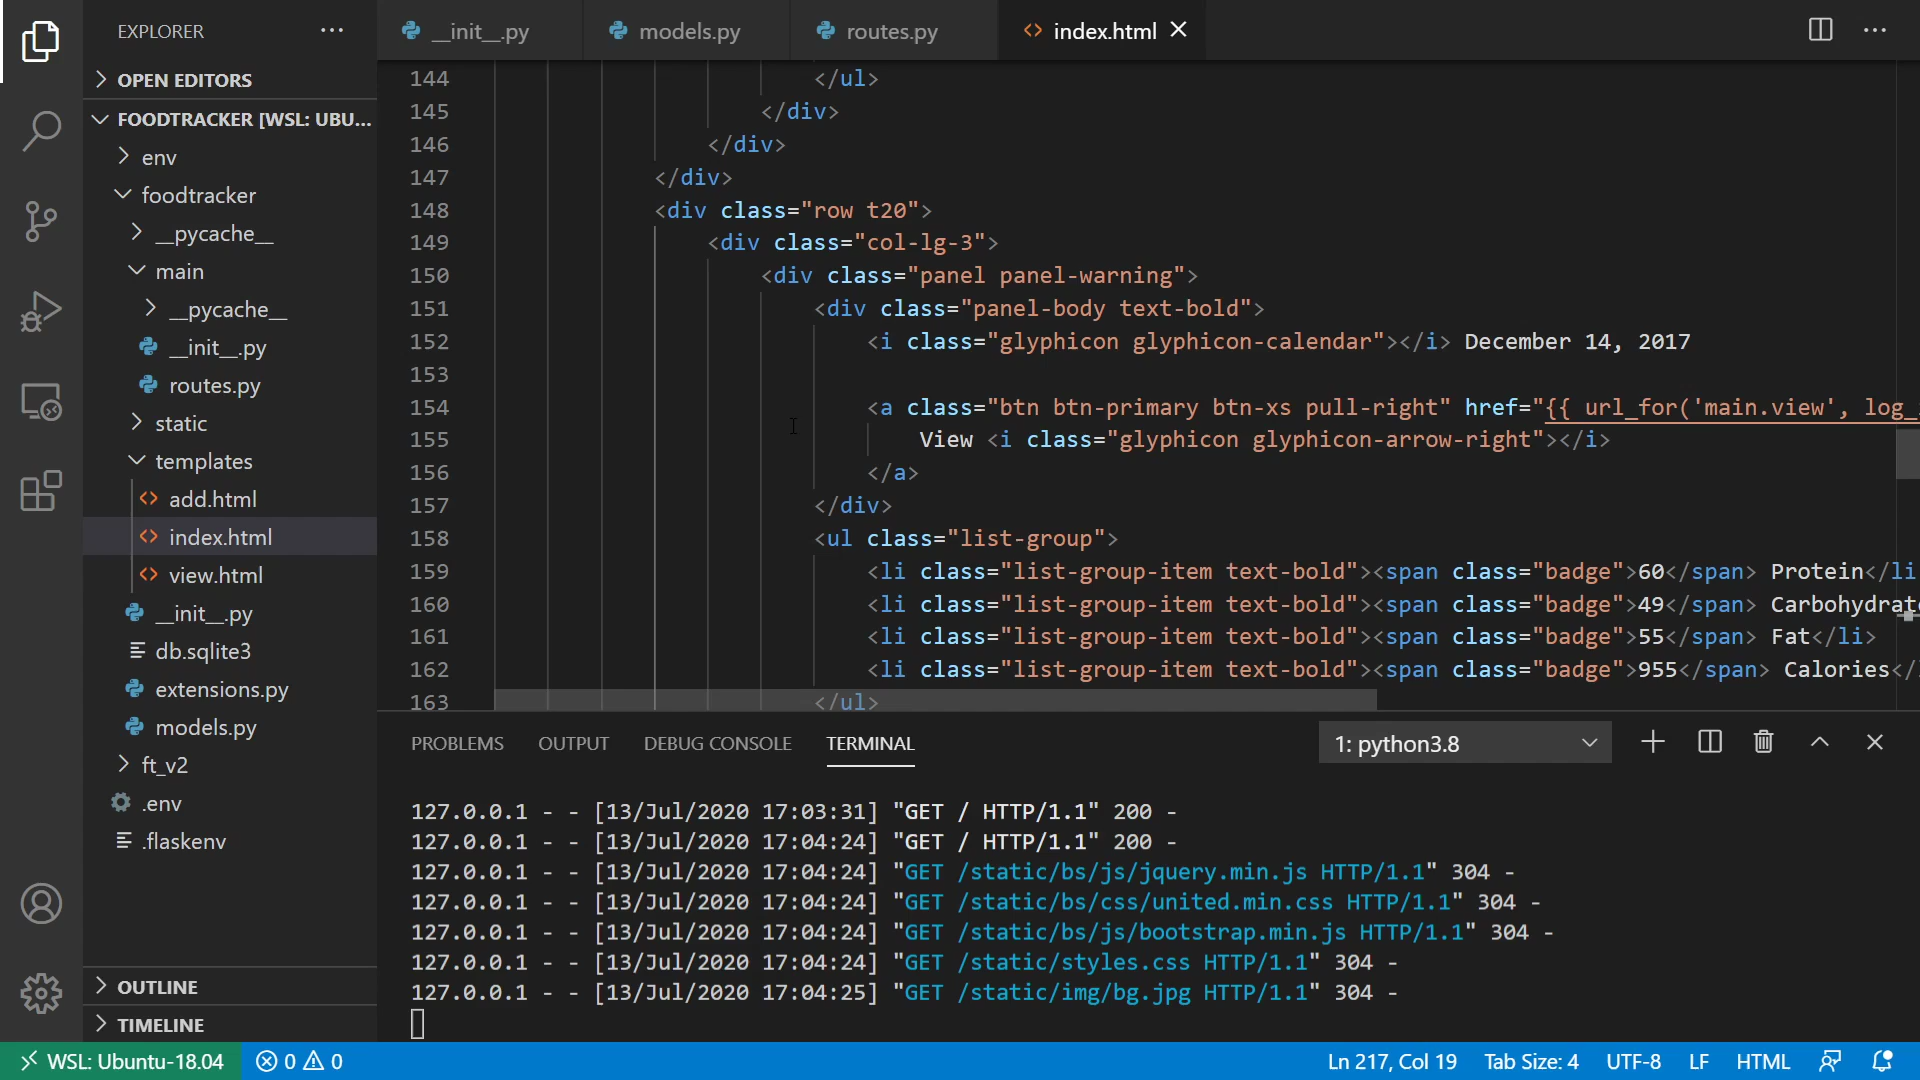 EXPLORER
OPEN EDITORS
FOODTRACKER [WSL: UBU...
env
foodtracker
__pycache__
main
__pycache__
__init__.py
routes.py
static
templates
add.html
index.html
view.html
__init__.py
db.sqlite3
extensions.py
models.py
ft_v2
.env
.flaskenv
OUTLINE
TIMELINE
__init__.py
models.py
routes.py
index.html
144 </ul>
145 </div>
146 </div>
147 </div>
148 <div class="row t20">
149 <div class="col-lg-3">
150 <div class="panel panel-warning">
151 <div class="panel-body text-bold">
152 <i class="glyphicon glyphicon-calendar"></i> December 14, 2017
153
154 <a class="btn btn-primary btn-xs pull-right" href="{{ url_for('main.view', log_
155 View <i class="glyphicon glyphicon-arrow-right"></i>
156 </a>
157 </div>
158 <ul class="list-group">
159 <li class="list-group-item text-bold"><span class="badge">60</span> Protein</li
160 <li class="list-group-item text-bold"><span class="badge">49</span> Carbohydrat
161 <li class="list-group-item text-bold"><span class="badge">55</span> Fat</li>
162 <li class="list-group-item text-bold"><span class="badge">955</span> Calories</
163 </ul>
PROBLEMS OUTPUT DEBUG CONSOLE TERMINAL 1: python3.8
127.0.0.1 - - [13/Jul/2020 17:03:31] "GET / HTTP/1.1" 200 -
127.0.0.1 - - [13/Jul/2020 17:04:24] "GET / HTTP/1.1" 200 -
127.0.0.1 - - [13/Jul/2020 17:04:24] "GET /static/bs/js/jquery.min.js HTTP/1.1" 304 -
127.0.0.1 - - [13/Jul/2020 17:04:24] "GET /static/bs/css/united.min.css HTTP/1.1" 304 -
127.0.0.1 - - [13/Jul/2020 17:04:24] "GET /static/bs/js/bootstrap.min.js HTTP/1.1" 304 -
127.0.0.1 - - [13/Jul/2020 17:04:24] "GET /static/styles.css HTTP/1.1" 304 -
127.0.0.1 - - [13/Jul/2020 17:04:25] "GET /static/img/bg.jpg HTTP/1.1" 304 -
WSL: Ubuntu-18.04 0 0 Ln 217, Col 19 Tab Size: 4 UTF-8 LF HTML